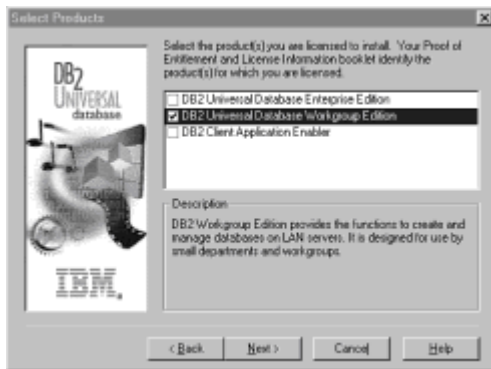 Select Products
DB2
UNIVERSAL
database
IBM.
Select the product(s) you are licensed to install. Your Proof of
Entitlement and License Information booklet identify the
product(s) for which you are licensed.
DB2 Universal Database Enterprise Edition
DB2 Universal Database Workgroup Edition
DB2 Client Application Enabler
Description
DB2 Workgroup Edition provides the functions to create and
manage databases on LAN servers. It is designed for use by
small departments and workgroups.
< Back
Next >
Cancel
Help